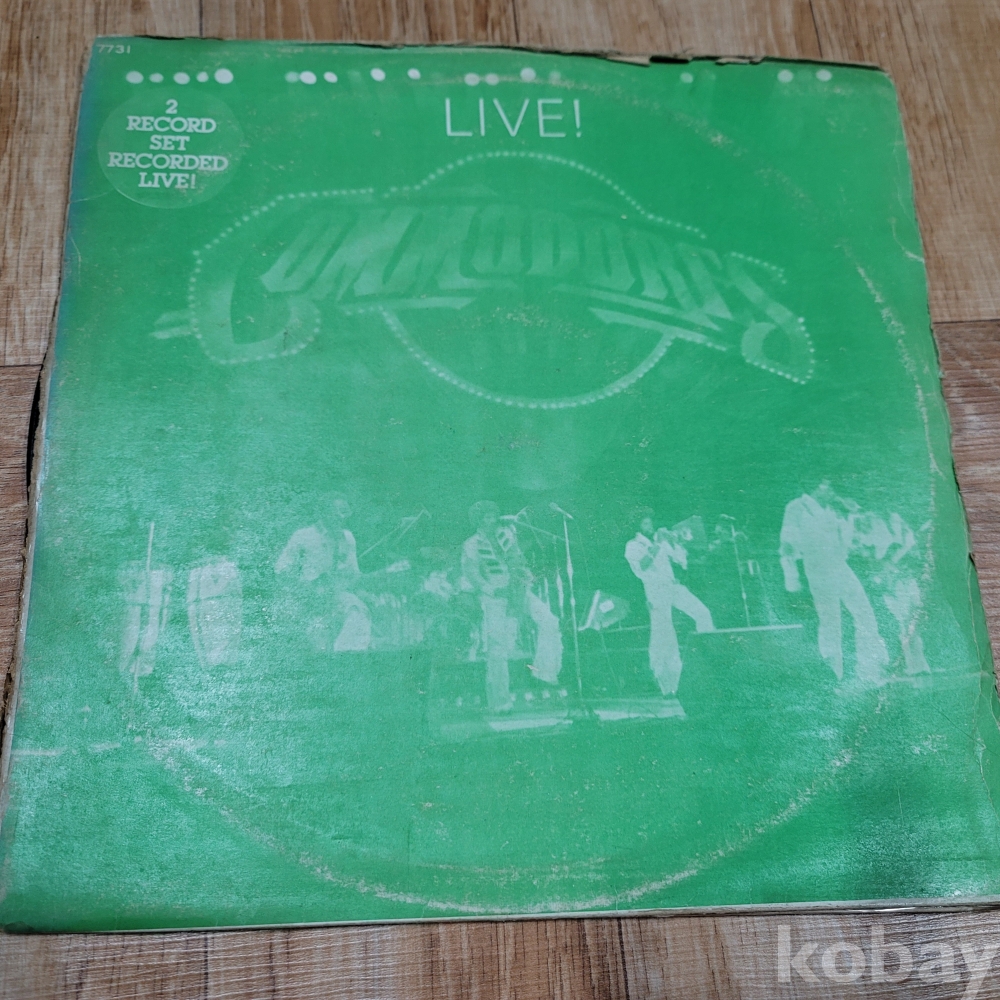 7731
LIVE!
2
RECORD
SET
RECORDED
LIVE!
COMMODORES
kobay